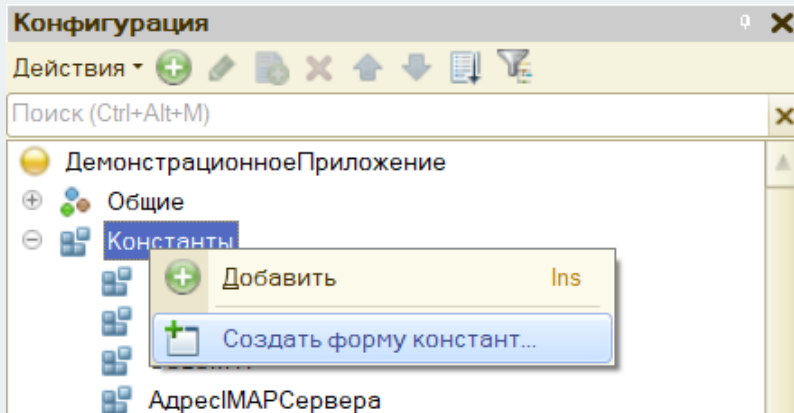 Конфигурация
Действия
Поиск (Ctrl+Alt+M)
ДемонстрационноеПриложение
Общие
Константы
Добавить Ins
Создать форму констант...
АдресIMAPСервера